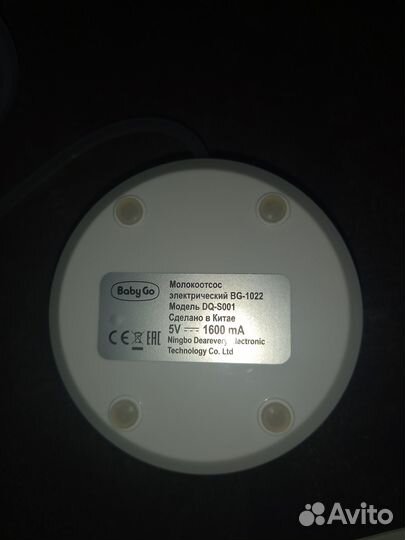 Baby Go
Молокоотсос
электрический BG-1022
Модель DQ-S001
Сделано в Китае
5V 1600 mA
CE EAC
Ningbo Dearevery Electronic
Technology Co. Ltd
Avito